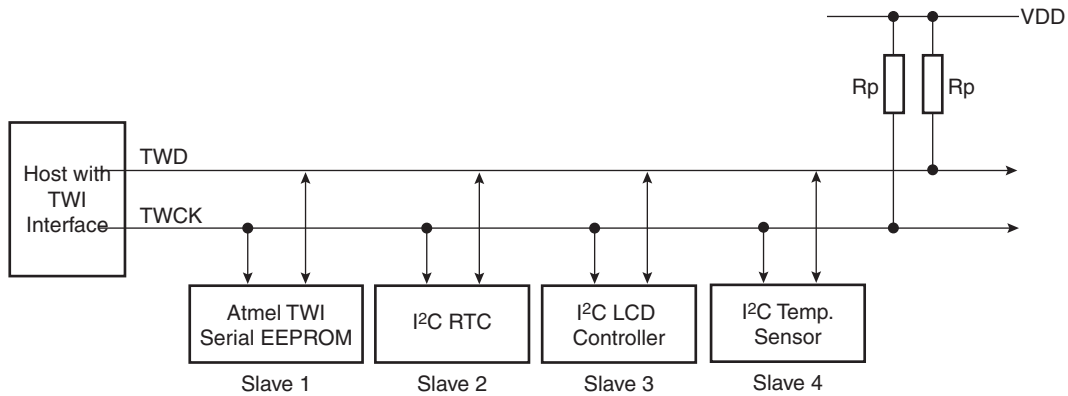 VDD
Rp
Rp
Host with
TWI
Interface
TWD
TWCK
Atmel TWI
Serial EEPROM
I²C RTC
I²C LCD
Controller
I²C Temp.
Sensor
Slave 1
Slave 2
Slave 3
Slave 4